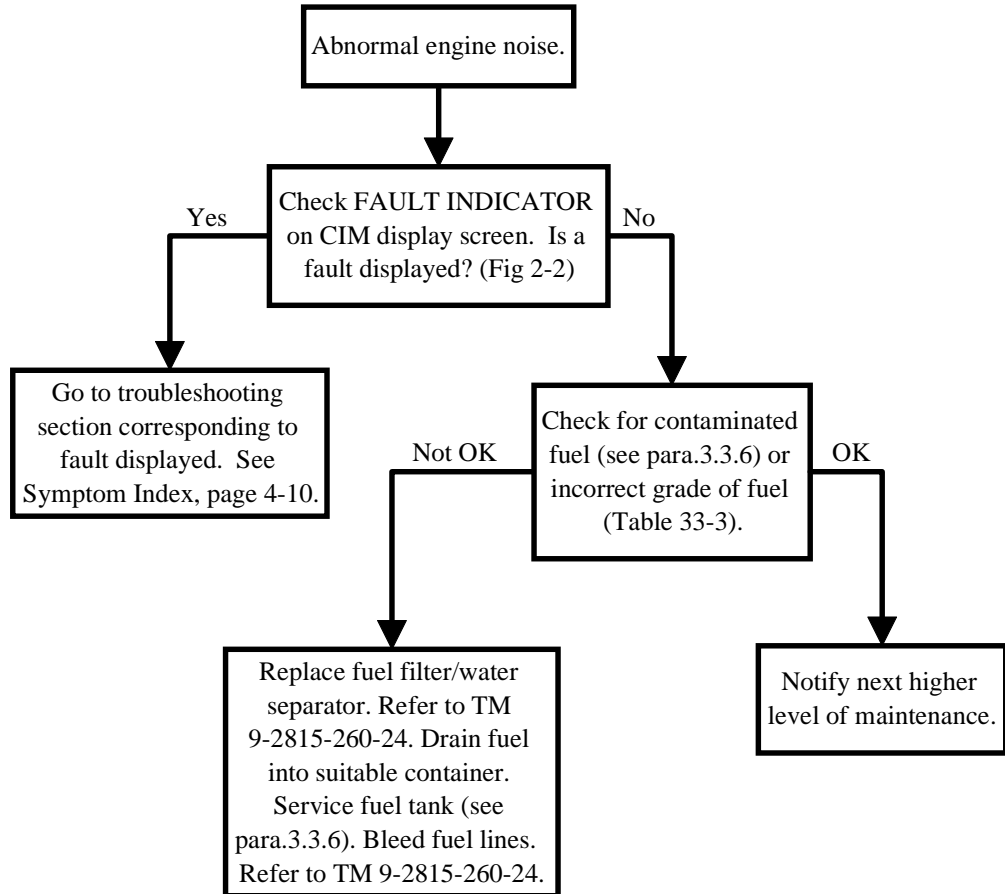 Abnormal engine noise.
Check FAULT INDICATOR
on CIM display screen. Is a
fault displayed? (Fig 2-2)
Yes
No
Go to troubleshooting
section corresponding to
fault displayed. See
Symptom Index, page 4-10.
Check for contaminated
fuel (see para.3.3.6) or
incorrect grade of fuel
(Table 33-3).
Not OK
OK
Replace fuel filter/water
separator. Refer to TM
9-2815-260-24. Drain fuel
into suitable container.
Service fuel tank (see
para.3.3.6). Bleed fuel lines.
Refer to TM 9-2815-260-24.
Notify next higher
level of maintenance.